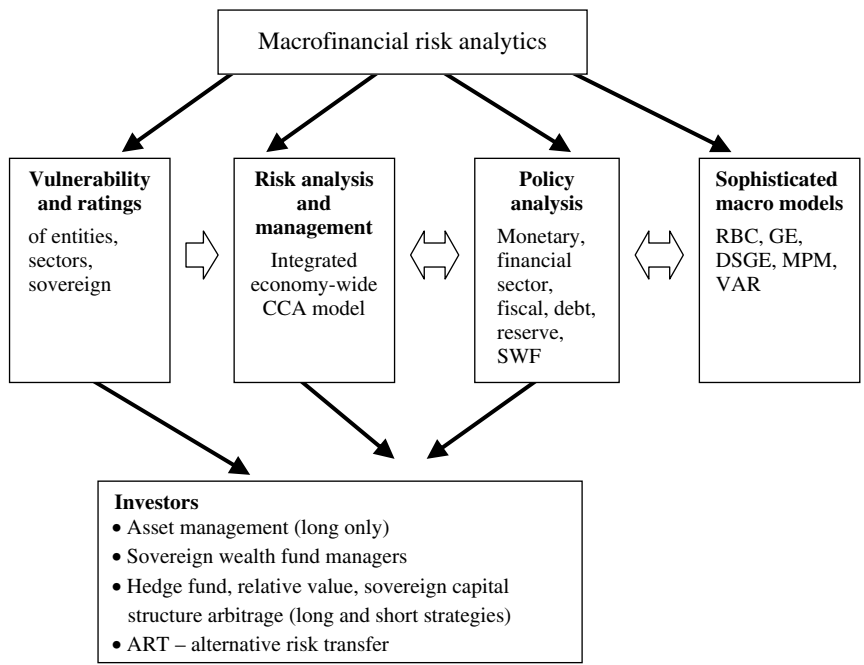 Macrofinancial risk analytics
Vulnerability
and ratings
of entities,
sectors,
sovereign
Risk analysis
and
management
Integrated
economy-wide
CCA model
Policy
analysis
Monetary,
financial
sector,
fiscal, debt,
reserve,
SWF
Sophisticated
macro models
RBC, GE,
DSGE, MPM,
VAR
Investors
• Asset management (long only)
• Sovereign wealth fund managers
• Hedge fund, relative value, sovereign capital
structure arbitrage (long and short strategies)
• ART – alternative risk transfer